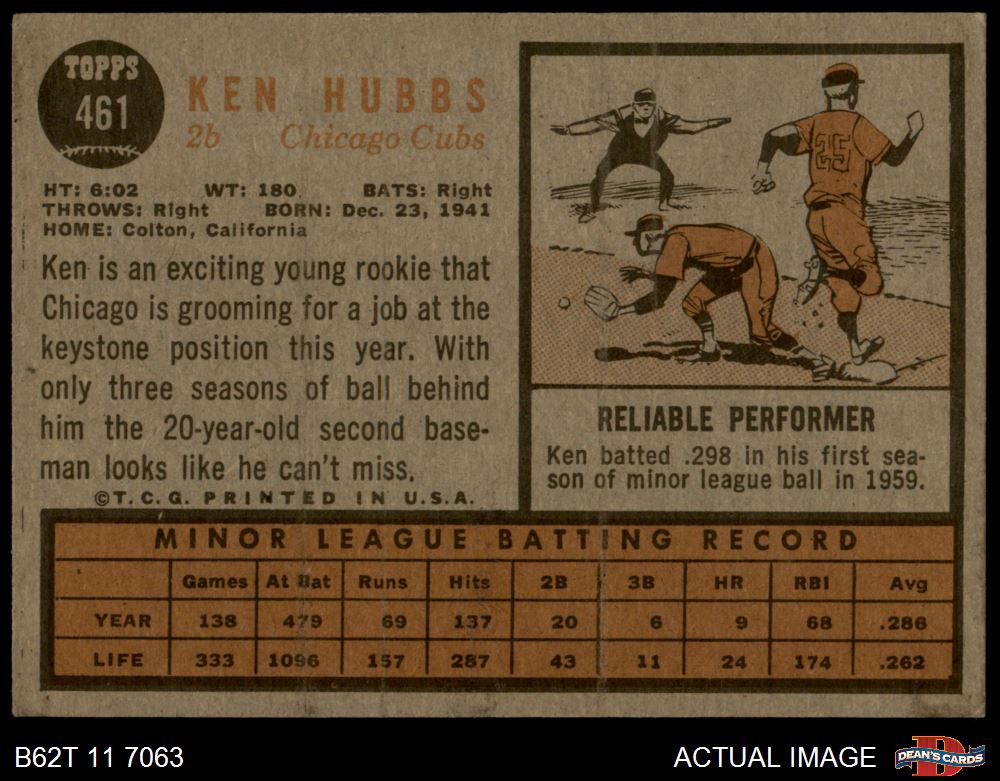 TOPPS
461
KEN HUBBS
2b Chicago Cubs
HT: 6:02 WT: 180 BATS: Right
THROWS: Right BORN: Dec. 23, 1941
HOME: Colton, California
Ken is an exciting young rookie that
Chicago is grooming for a job at the
keystone position this year. With
only three seasons of ball behind
him the 20-year-old second base-
man looks like he can't miss.
©T.C.G. PRINTED IN U.S.A.
25
RELIABLE PERFORMER
Ken batted .298 in his first sea-
son of minor league ball in 1959.
MINOR LEAGUE BATTING RECORD
Games At Bat Runs Hits 2B 3B HR RBI Avg
YEAR 138 479 69 137 20 6 9 68 .286
LIFE 333 1096 157 287 43 11 24 174 .262
B62T 11 7063
ACTUAL IMAGE
D
DEAN'S CARDS